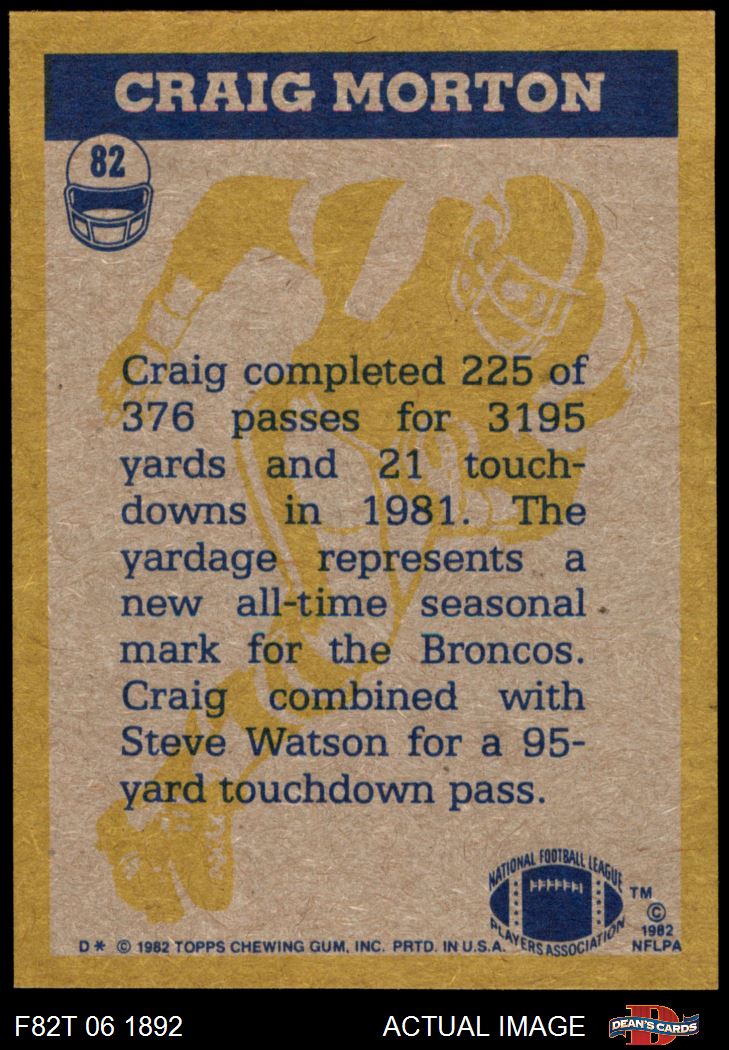 CRAIG MORTON
82
Craig completed 225 of
376 passes for 3195
yards and 21 touch-
downs in 1981. The
yardage represents a
new all-time seasonal
mark for the Broncos.
Craig combined with
Steve Watson for a 95-
yard touchdown pass.
NATIONAL FOOTBALL LEAGUE
PLAYERS ASSOCIATION
TM
©
1982
NFLPA
D* © 1982 TOPPS CHEWING GUM, INC. PRTD. IN U.S.A.
F82T 06 1892 ACTUAL IMAGE
DEAN'S CARDS